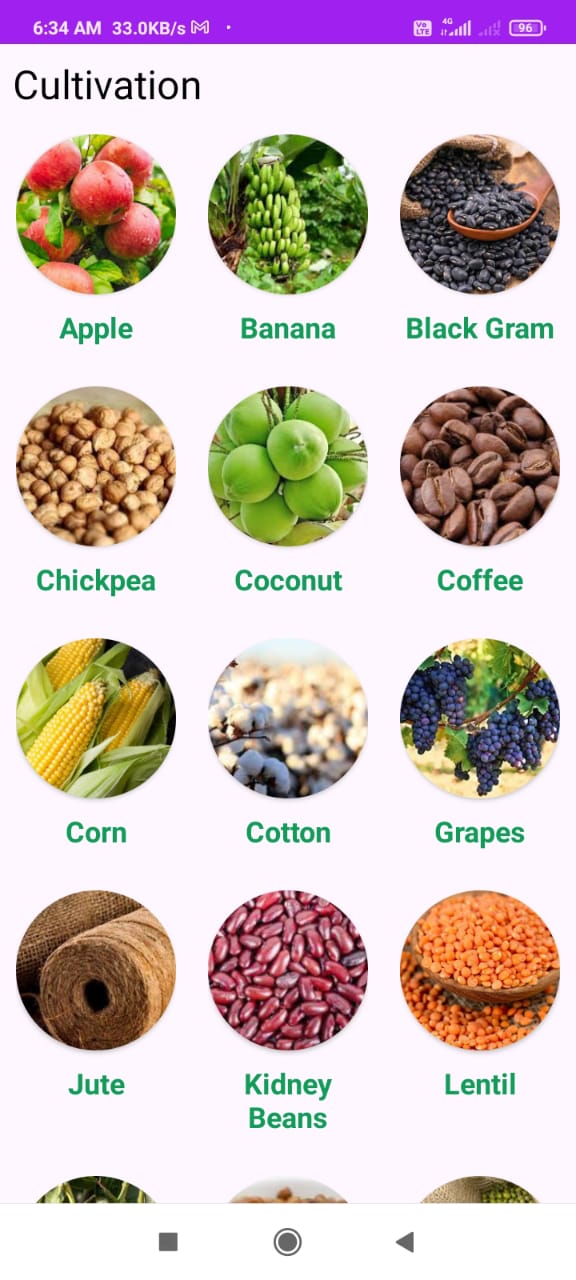 6:34 AM 33.0KB/s
Vo LTE 4G 96
Cultivation
Apple
Banana
Black Gram
Chickpea
Coconut
Coffee
Corn
Cotton
Grapes
Jute
Kidney
Beans
Lentil